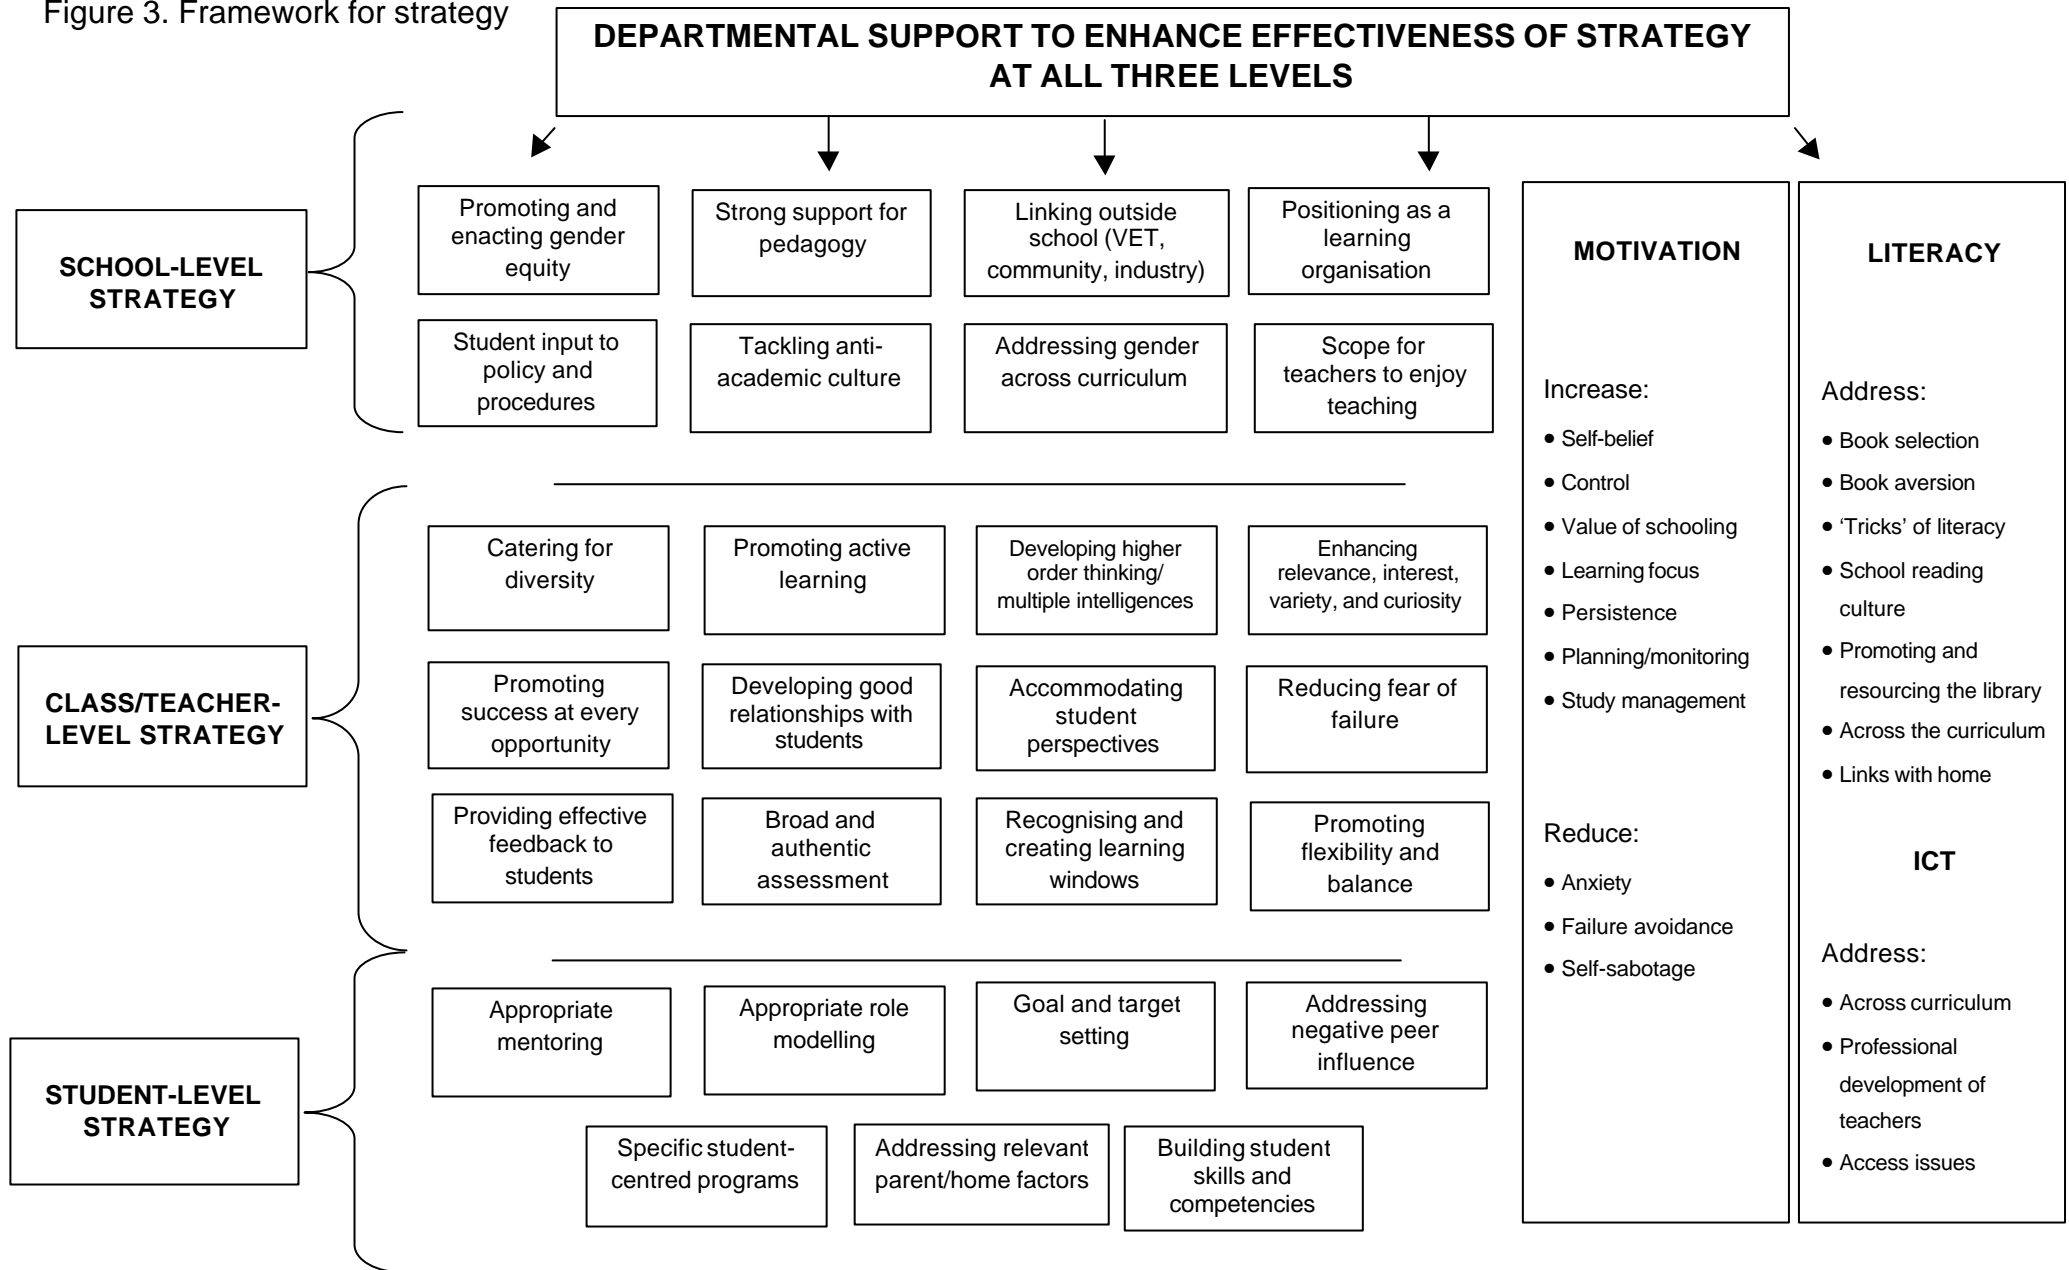 Figure 3. Framework for strategy
DEPARTMENTAL SUPPORT TO ENHANCE EFFECTIVENESS OF STRATEGY
AT ALL THREE LEVELS
SCHOOL-LEVEL
STRATEGY
Promoting and
enacting gender
equity
Strong support for
pedagogy
Linking outside
school (VET,
community, industry)
Positioning as a
learning
organisation
Student input to
policy and
procedures
Tackling anti-
academic culture
Addressing gender
across curriculum
Scope for
teachers to enjoy
teaching
CLASS/TEACHER-
LEVEL STRATEGY
Catering for
diversity
Promoting active
learning
Developing higher
order thinking/
multiple intelligences
Enhancing
relevance, interest,
variety, and curiosity
Promoting
success at every
opportunity
Developing good
relationships with
students
Accommodating
student
perspectives
Reducing fear of
failure
Providing effective
feedback to
students
Broad and
authentic
assessment
Recognising and
creating learning
windows
Promoting
flexibility and
balance
STUDENT-LEVEL
STRATEGY
Appropriate
mentoring
Appropriate role
modelling
Goal and target
setting
Addressing
negative peer
influence
Specific student-
centred programs
Addressing relevant
parent/home factors
Building student
skills and
competencies
MOTIVATION
Increase:
• Self-belief
• Control
• Value of schooling
• Learning focus
• Persistence
• Planning/monitoring
• Study management
Reduce:
• Anxiety
• Failure avoidance
• Self-sabotage
LITERACY
Address:
• Book selection
• Book aversion
• ‘Tricks’ of literacy
• School reading
culture
• Promoting and
resourcing the library
• Across the curriculum
• Links with home
ICT
Address:
• Across curriculum
• Professional
development of
teachers
• Access issues